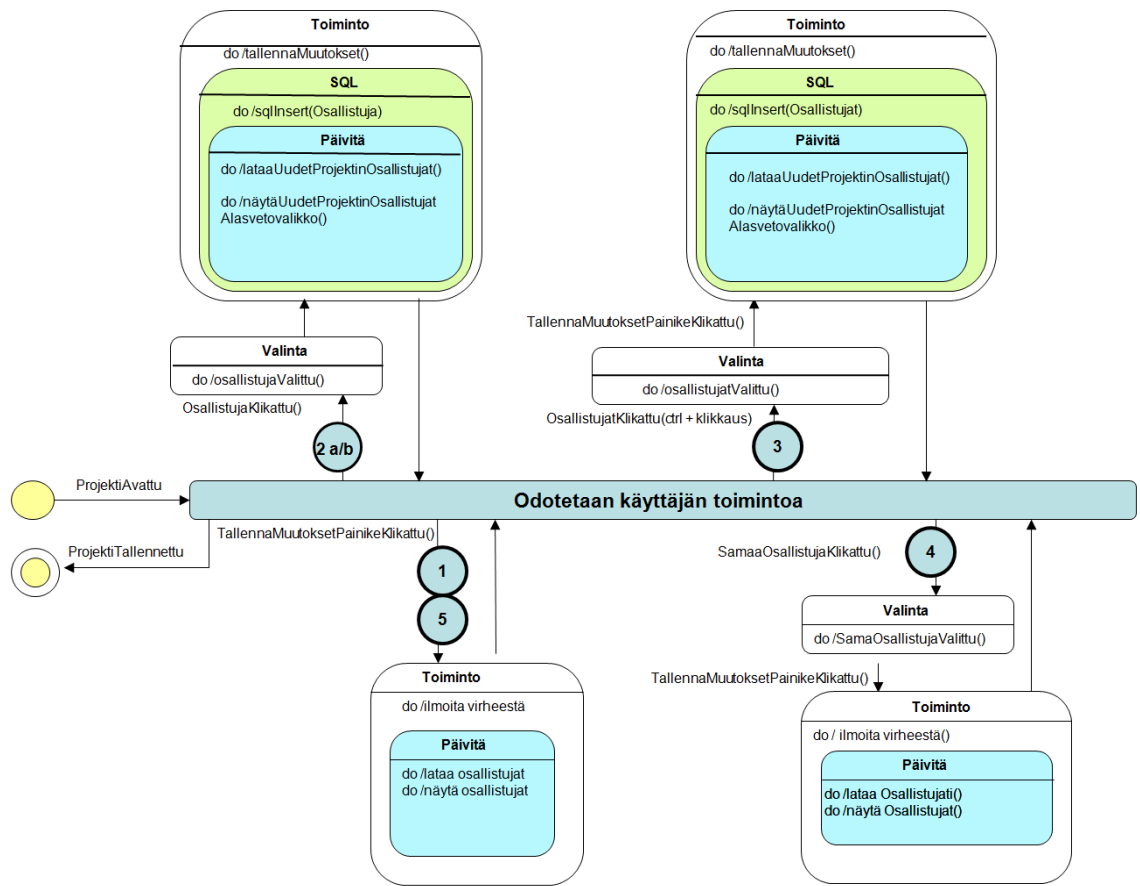 Toiminto
do /tallennaMuutokset()
SQL
do /sqlInsert(Osallistuja)
Päivitä
do /lataaUudetProjektinOsallistujat()
do /näytäUudetProjektinOsallistujat
Alasvetovalikko()
Toiminto
do /tallennaMuutokset()
SQL
do /sqlInsert(Osallistujat)
Päivitä
do /lataaUudetProjektinOsallistujat()
do /näytäUudetProjektinOsallistujat
Alasvetovalikko()
Valinta
do /osallistujaValittu()
OsallistujaKlikattu()
2 a/b
TallennaMuutoksetPainikeKlikattu()
Valinta
do /osallistujatValittu()
OsallistujatKlikattu(ctrl + klikkaus)
3
ProjektiAvattu
Odotetaan käyttäjän toimintoa
ProjektiTallennettu
TallennaMuutoksetPainikeKlikattu()
1
5
Toiminto
do /ilmoita virheestä
Päivitä
do /lataa osallistujat
do /näytä osallistujat
SamaaOsallistujaKlikattu()
4
Valinta
do /SamaOsallistujaValittu()
TallennaMuutoksetPainikeKlikattu()
Toiminto
do / ilmoita virheestä()
Päivitä
do /lataa Osallistujati()
do /näytä Osallistujat()